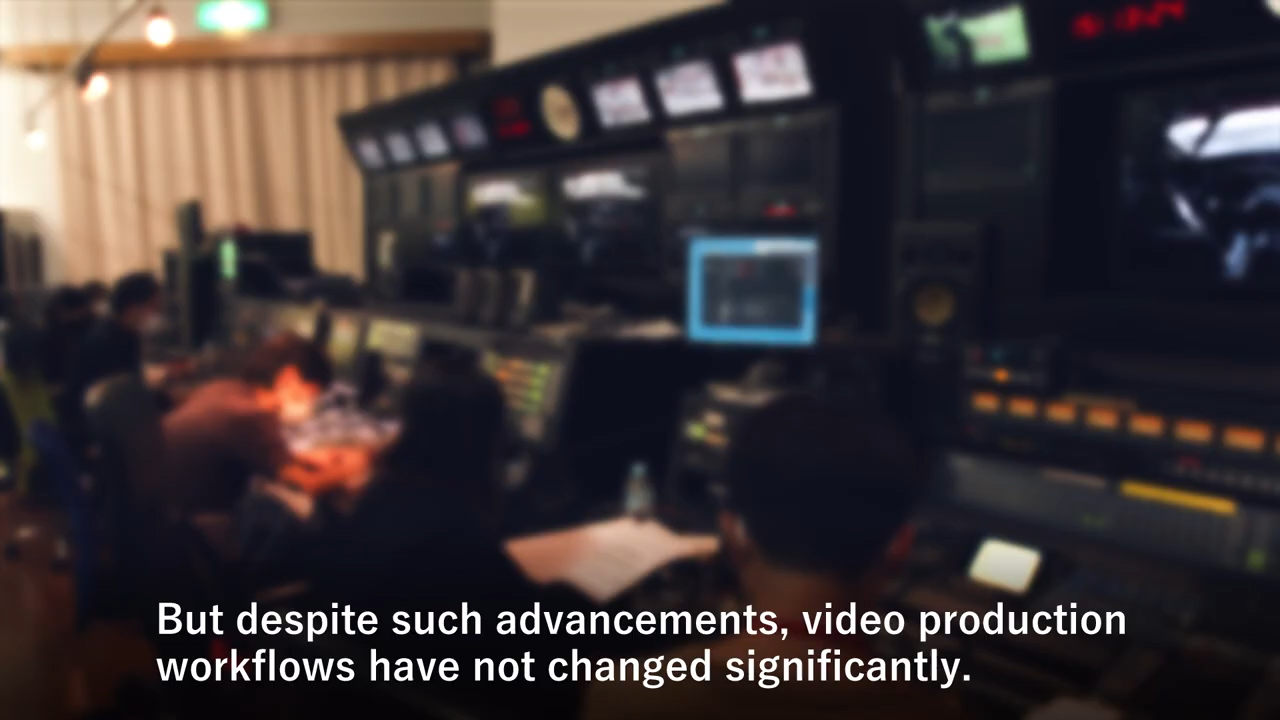 But despite such advancements, video production
workflows have not changed significantly.